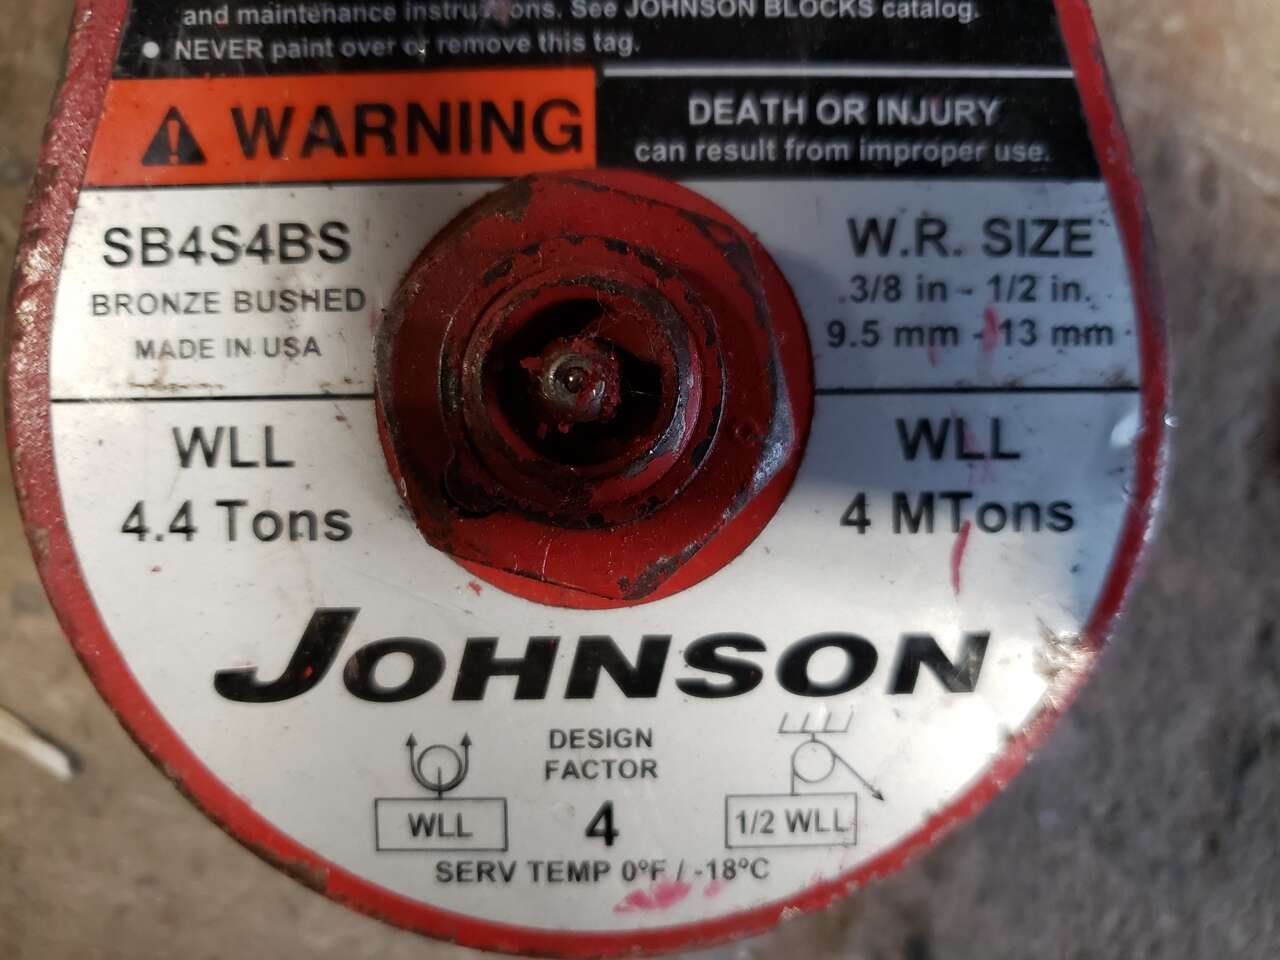 and maintenance instructions. See JOHNSON BLOCKS catalog.
• NEVER paint over or remove this tag.
WARNING
DEATH OR INJURY
can result from improper use.
SB4S4BS
BRONZE BUSHED
MADE IN USA
W.R. SIZE
3/8 in - 1/2 in.
9.5 mm - 13 mm
WLL
4.4 Tons
WLL
4 MTons
JOHNSON
DESIGN
FACTOR
4
WLL
1/2 WLL
SERV TEMP 0°F / -18°C